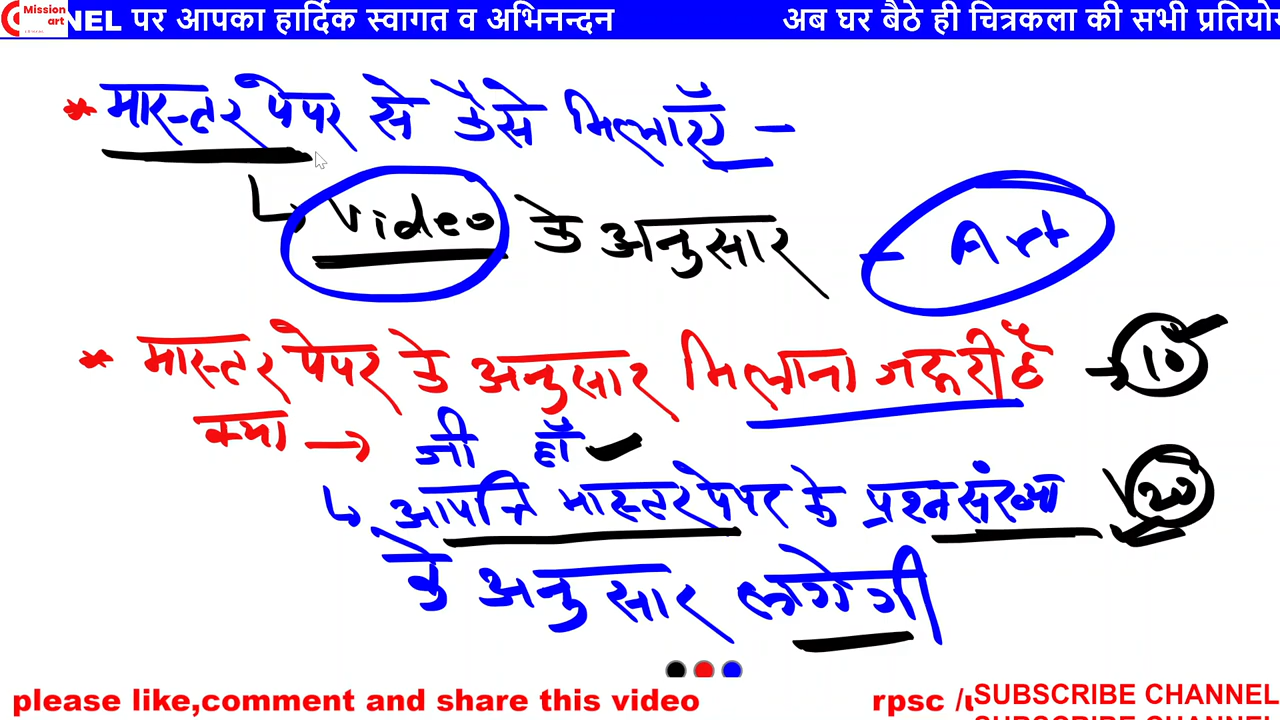 Mission
art
NEL पर आपका हार्दिक स्वागत व अभिनन्दन अब घर बैठे ही चित्रकला की सभी प्रतियो
* मास्टर पेपर से कैसे मिलाएँ -
↳ Video के अनुसार - Art
* मास्टर पेपर के अनुसार मिलाना जरूरी है → 10
क्या → जी हाँ
↳ आपत्ति मास्टर पेपर के प्रश्न संख्या 20
के अनुसार लगेगी
please like,comment and share this video rpsc /u
SUBSCRIBE CHANNEL